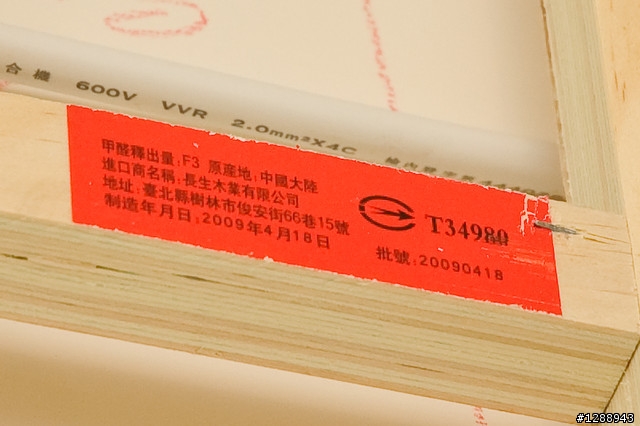 合機 600V VVR 2.0mm²X4C
甲醛釋出量:F3 原產地:中國大陸
進口商名稱:長生木業有限公司
地址:臺北縣樹林市俊安街66巷15號
制造年月日:2009年4月18日
T34980
批號:20090418
#1288943